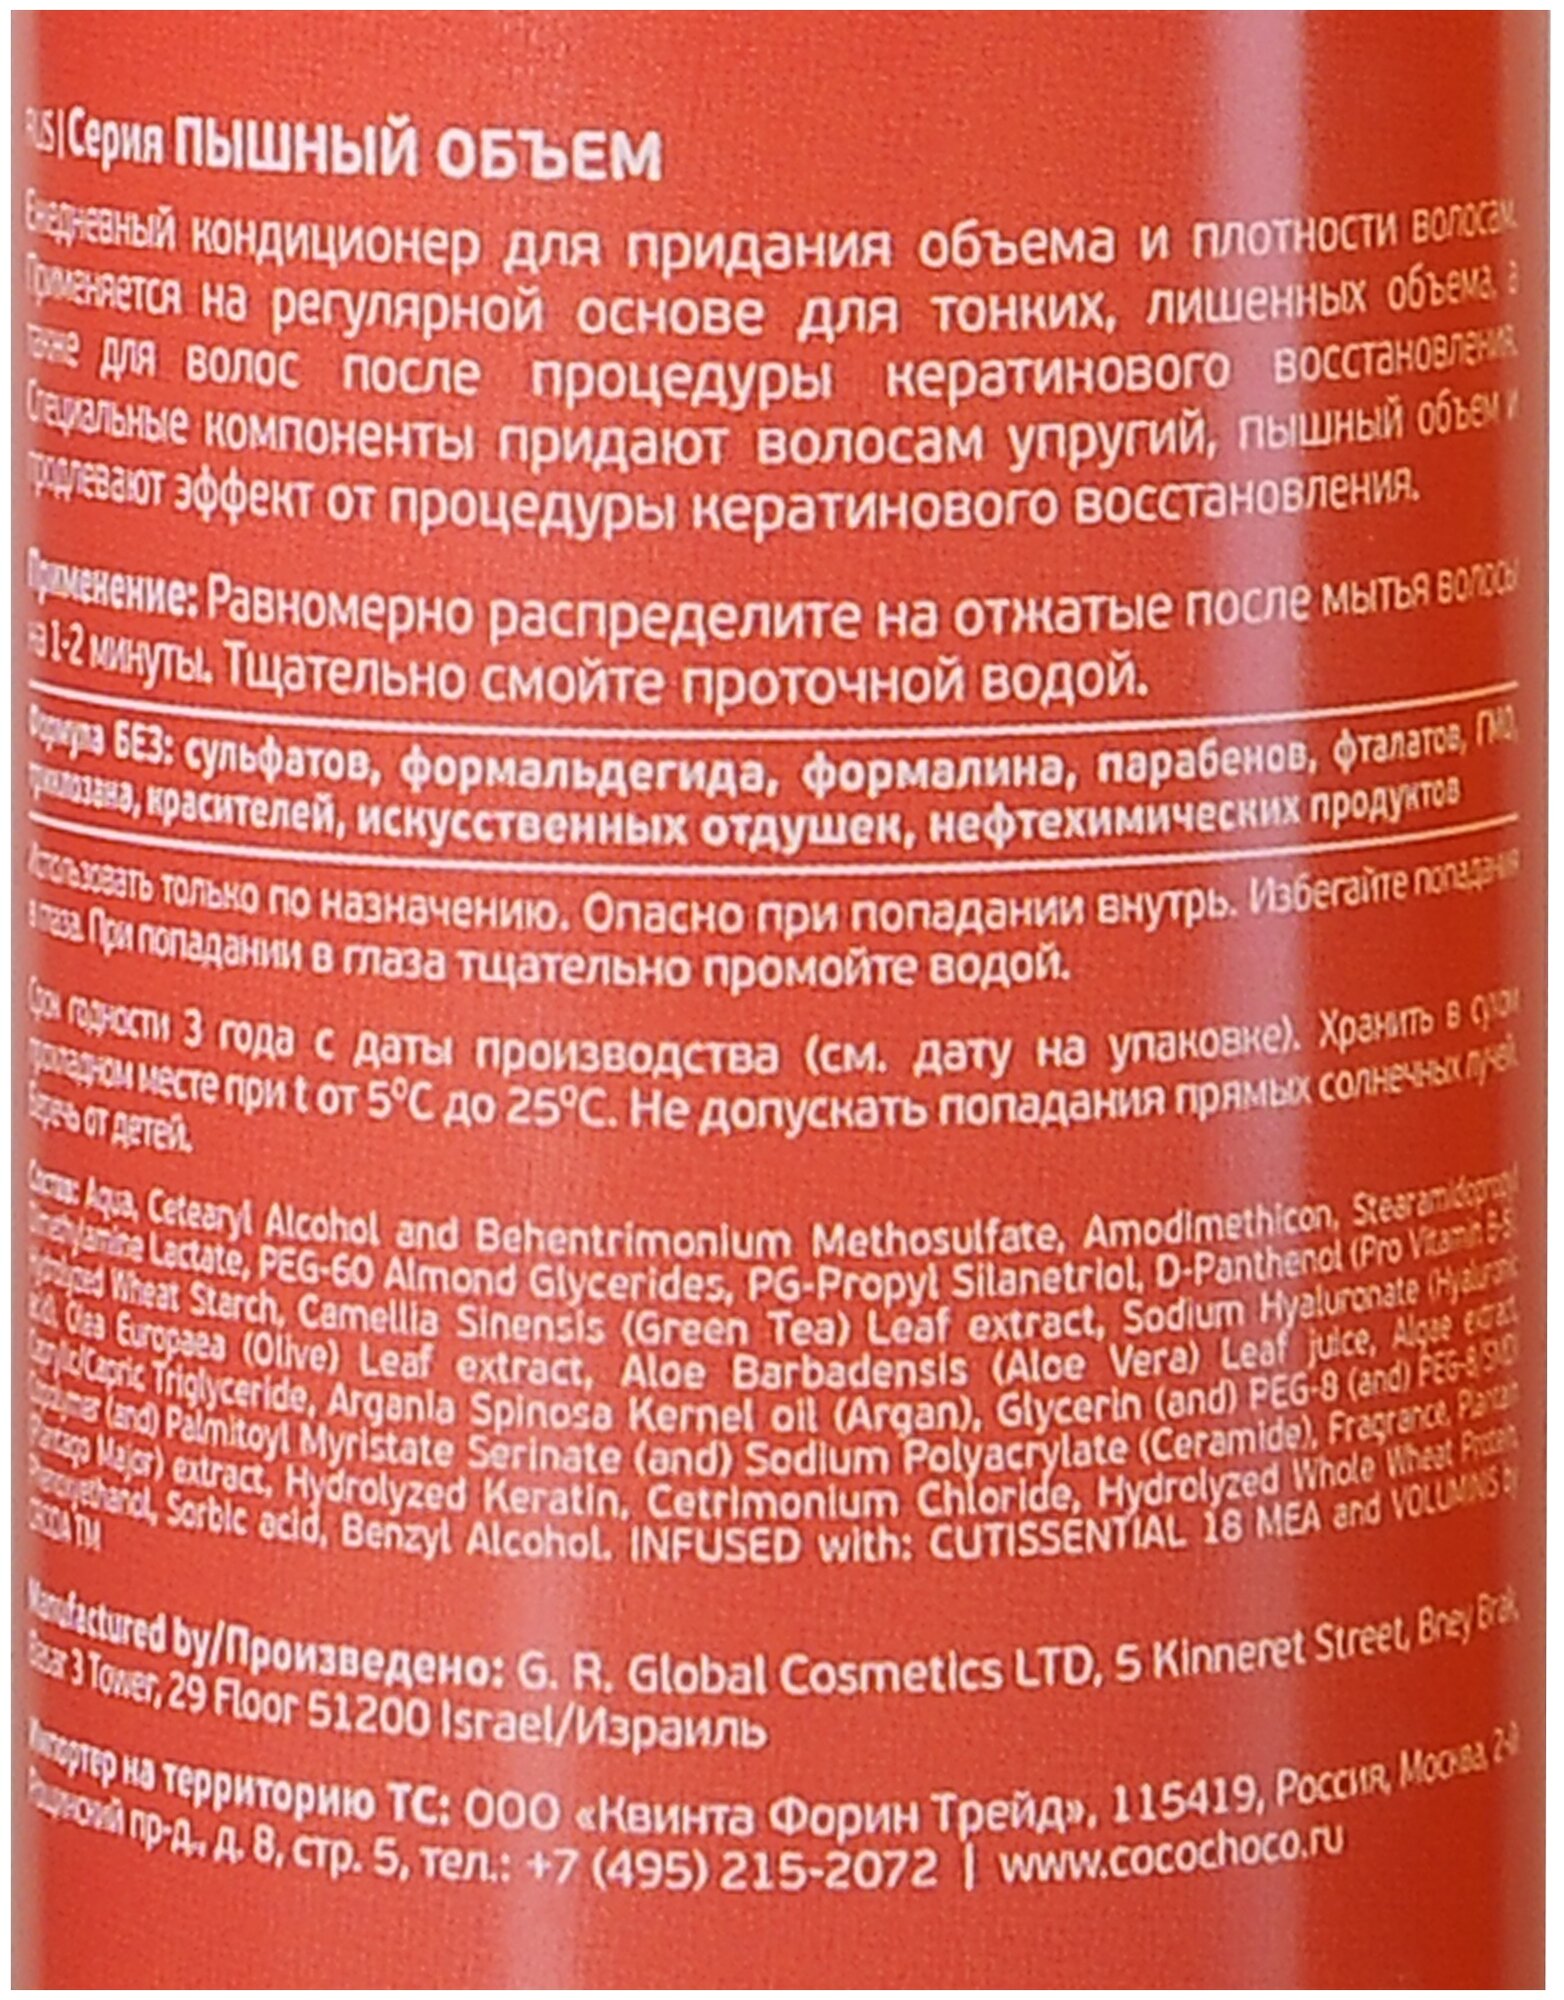 RUS|Серия ПЫШНЫЙ ОБЪЕМ
Ежедневный кондиционер для придания объема и плотности волосам.
Применяется на регулярной основе для тонких, лишенных объема, а
также для волос после процедуры кератинового восстановления.
Специальные компоненты придают волосам упругий, пышный объем и
продлевают эффект от процедуры кератинового восстановления.
Применение: Равномерно распределите на отжатые после мытья волосы
на 1-2 минуты. Тщательно смойте проточной водой.
Формула БЕЗ: сульфатов, формальдегида, формалина, парабенов, фталатов, ГМО,
триклозана, красителей, искусственных отдушек, нефтехимических продуктов
Использовать только по назначению. Опасно при попадании внутрь. Избегайте попадания
в глаза. При попадании в глаза тщательно промойте водой.
Срок годности 3 года с даты производства (см. дату на упаковке). Хранить в сухом
прохладном месте при t от 5°C до 25°C. Не допускать попадания прямых солнечных лучей.
Беречь от детей.
Состав: Aqua, Cetearyl Alcohol and Behentrimonium Methosulfate, Amodimethicon, Stearamidopropyl
Dimethylamine Lactate, PEG-60 Almond Glycerides, PG-Propyl Silanetriol, D-Panthenol (Pro Vitamin B-5),
Hydrolyzed Wheat Starch, Camellia Sinensis (Green Tea) Leaf extract, Sodium Hyaluronate (Hyaluronic
acid), Olea Europaea (Olive) Leaf extract, Aloe Barbadensis (Aloe Vera) Leaf juice, Algae extract,
Caprylic/Capric Triglyceride, Argania Spinosa Kernel oil (Argan), Glycerin (and) PEG-8 (and) PEG-8/SMDI
Copolymer (and) Palmitoyl Myristate Serinate (and) Sodium Polyacrylate (Ceramide), Fragrance, Plantain
(Plantago Major) extract, Hydrolyzed Keratin, Cetrimonium Chloride, Hydrolyzed Whole Wheat Protein,
Phenoxyethanol, Sorbic acid, Benzyl Alcohol. INFUSED with: CUTISSENTIAL 18 MEA and VOLUMINIS by
CRODA TM
Manufactured by/Произведено: G. R. Global Cosmetics LTD, 5 Kinneret Street, Bney Brak,
Basar 3 Tower, 29 Floor 51200 Israel/Израиль
Импортер на территорию ТС: ООО «Квинта Форин Трейд», 115419, Россия, Москва, 2-й
Рощинский пр-д., д. 8, стр. 5, тел.: +7 (495) 215-2072 | www.cocochoco.ru